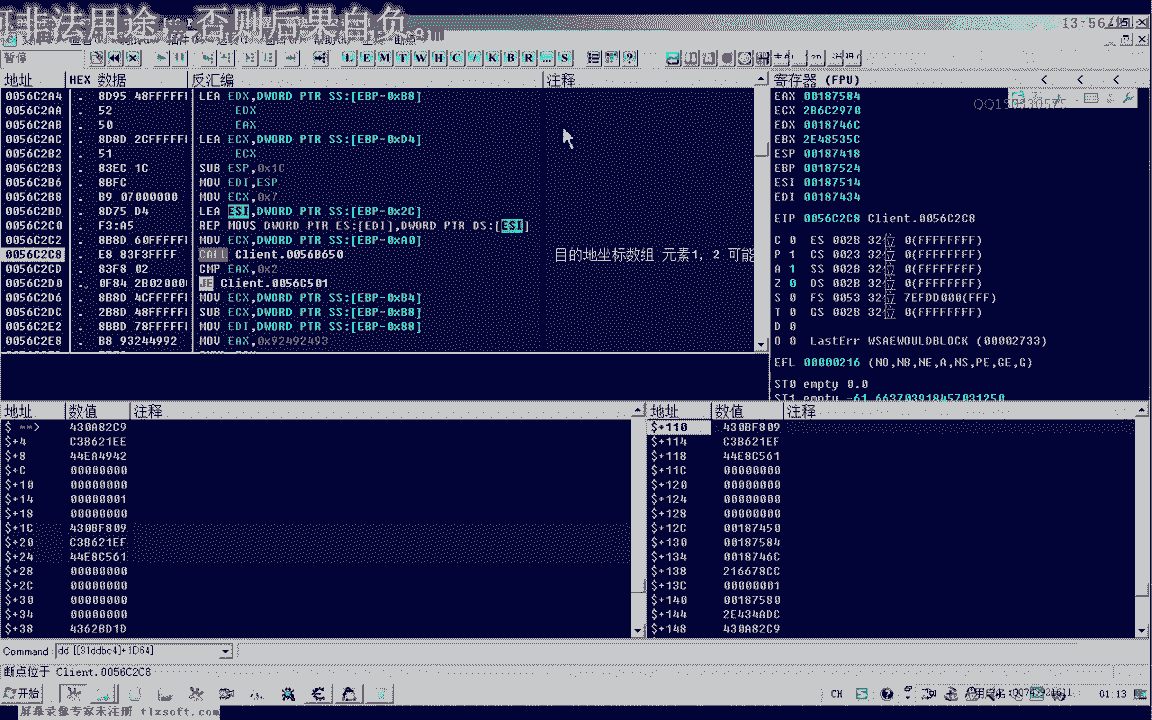 非法用途，否则后果自负。
13-56
暂停
L E M T W H C / K B R ... S
地址 HEX 数据 反汇编 注释
0056C2A4 . 8D95 48FFFFFI LEA EDX,DWORD PTR SS:[EBP-0xB8]
0056C2AA . 52 EDX
0056C2AB . 50 EAX
0056C2AC . 8D8D 2CFFFFFI LEA ECX,DWORD PTR SS:[EBP-0xD4]
0056C2B2 . 51 ECX
0056C2B3 . 83EC 1C SUB ESP,0x1C
0056C2B6 . 8BFC MOV EDI,ESP
0056C2B8 . B9 07000000 MOV ECX,0x7
0056C2BD . 8D75 D4 LEA ESI,DWORD PTR SS:[EBP-0x2C]
0056C2C0 . F3:A5 REP MOVS DWORD PTR ES:[EDI],DWORD PTR DS:[ESI]
0056C2C2 . 8B8D 60FFFFFI MOV ECX,DWORD PTR SS:[EBP-0xA0]
0056C2C8 . E8 83F3FFFF CALL Client.0056B650 目的地坐标数组 元素1, 2 可能
0056C2CD . 83F8 02 CMP EAX,0x2
0056C2D0 . 0F84 2B02000I JE Client.0056C501
0056C2D6 . 8B8D 4CFFFFFI MOV ECX,DWORD PTR SS:[EBP-0xB4]
0056C2DC . 2B8D 48FFFFFI SUB ECX,DWORD PTR SS:[EBP-0xB8]
0056C2E2 . 8BBD 78FFFFFI MOV EDI,DWORD PTR SS:[EBP-0x88]
0056C2E8 . B8 93244992 MOV EAX,0x92492493
寄存器 (FPU)
EAX 00187584
ECX 2B6C2970
EDX 0018746C
EBX 2E48535C
ESP 00187418
EBP 00187524
ESI 00187514
EDI 00187434
EIP 0056C2C8 Client.0056C2C8
C 0 ES 002B 32位 0(FFFFFFFF)
P 1 CS 0023 32位 0(FFFFFFFF)
A 1 SS 002B 32位 0(FFFFFFFF)
Z 0 DS 002B 32位 0(FFFFFFFF)
S 0 FS 0053 32位 7EFDD000(FFF)
T 0 GS 002B 32位 0(FFFFFFFF)
D 0
O 0 LastErr WSAEWOULDBLOCK (00002733)
EFL 00000216 (NO,NB,NE,A,NS,PE,GE,G)
ST0 empty 0.0
ST1 empty -61.663703918457031250
地址 数值 注释
$ ==> 430A82C9
$+4 C3B621EE
$+8 44EA4942
$+C 00000000
$+10 00000000
$+14 00000001
$+18 00000000
$+1C 430BF809
$+20 C3B621EF
$+24 44E8C561
$+28 00000000
$+2C 00000000
$+30 00000000
$+34 00000000
$+38 4362BD1D
地址 数值 注释
$+110 430BF809
$+114 C3B621EF
$+118 44E8C561
$+11C 00000000
$+120 00000000
$+124 00000000
$+128 00000000
$+12C 00187450
$+130 00187584
$+134 0018746C
$+138 216678CC
$+13C 00000001
$+140 00187580
$+144 2E434ADC
$+148 430A82C9
Command : dd [[31ddbc4]+1D64]
断点位于 Client.0056C2C8
开始
CH
01:13
屏幕录像专家未注册 tlzsoft.com